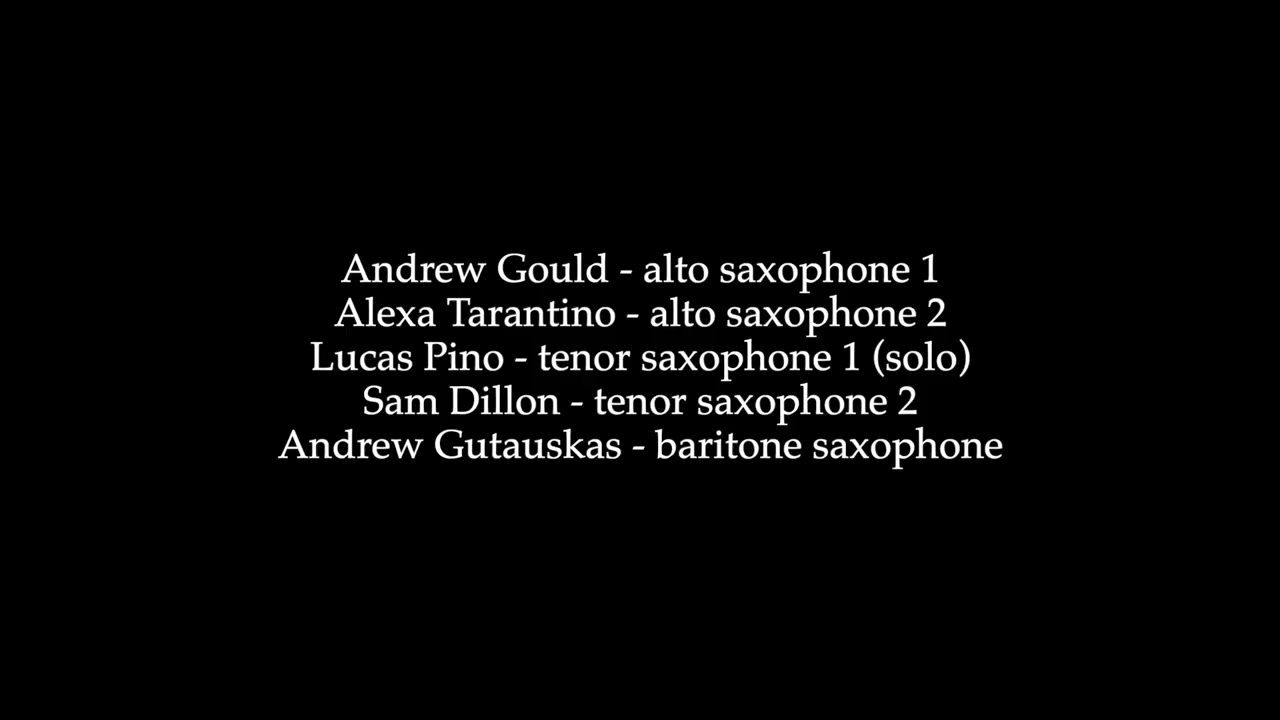 Andrew Gould - alto saxophone 1
Alexa Tarantino - alto saxophone 2
Lucas Pino - tenor saxophone 1 (solo)
Sam Dillon - tenor saxophone 2
Andrew Gutauskas - baritone saxophone